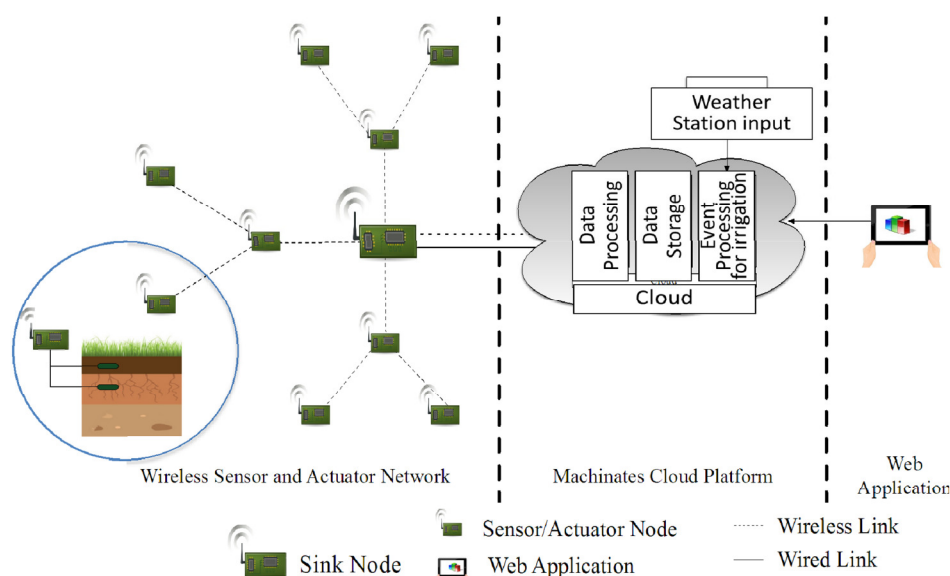 Weather
Station input
Data
Processing
Data
Storage
Event
Processing
for irrigation
Cloud
Cloud
Wireless Sensor and Actuator Network
Machinates Cloud Platform
Web
Application
Sensor/Actuator Node
Wireless Link
Sink Node
Web Application
Wired Link